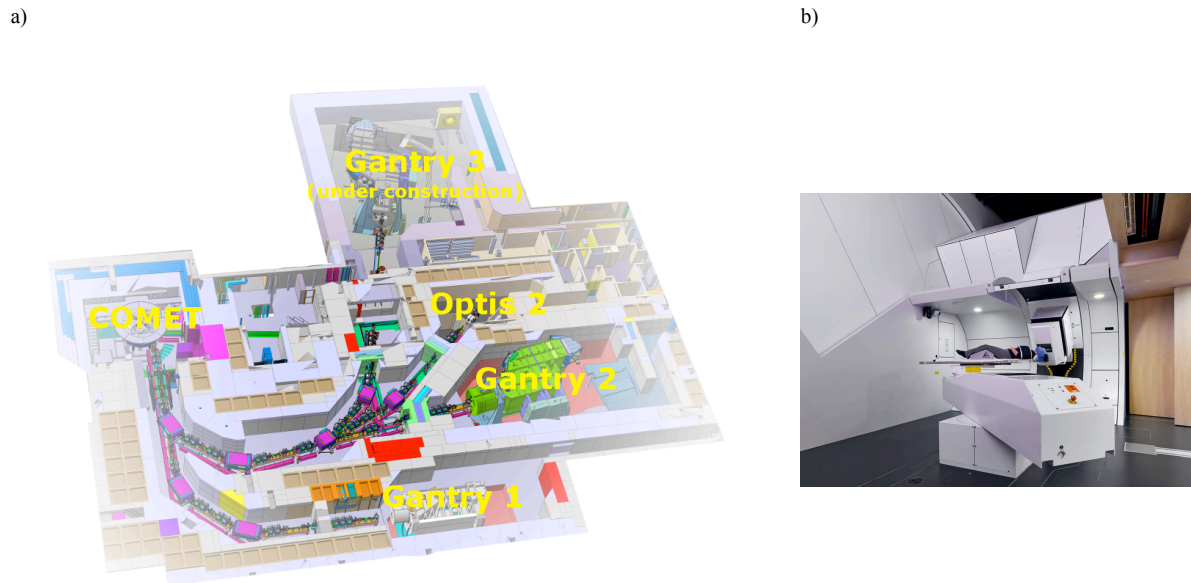 a)
b)
Gantry 3
(under construction)
COMET
Optis 2
Gantry 2
Gantry 1